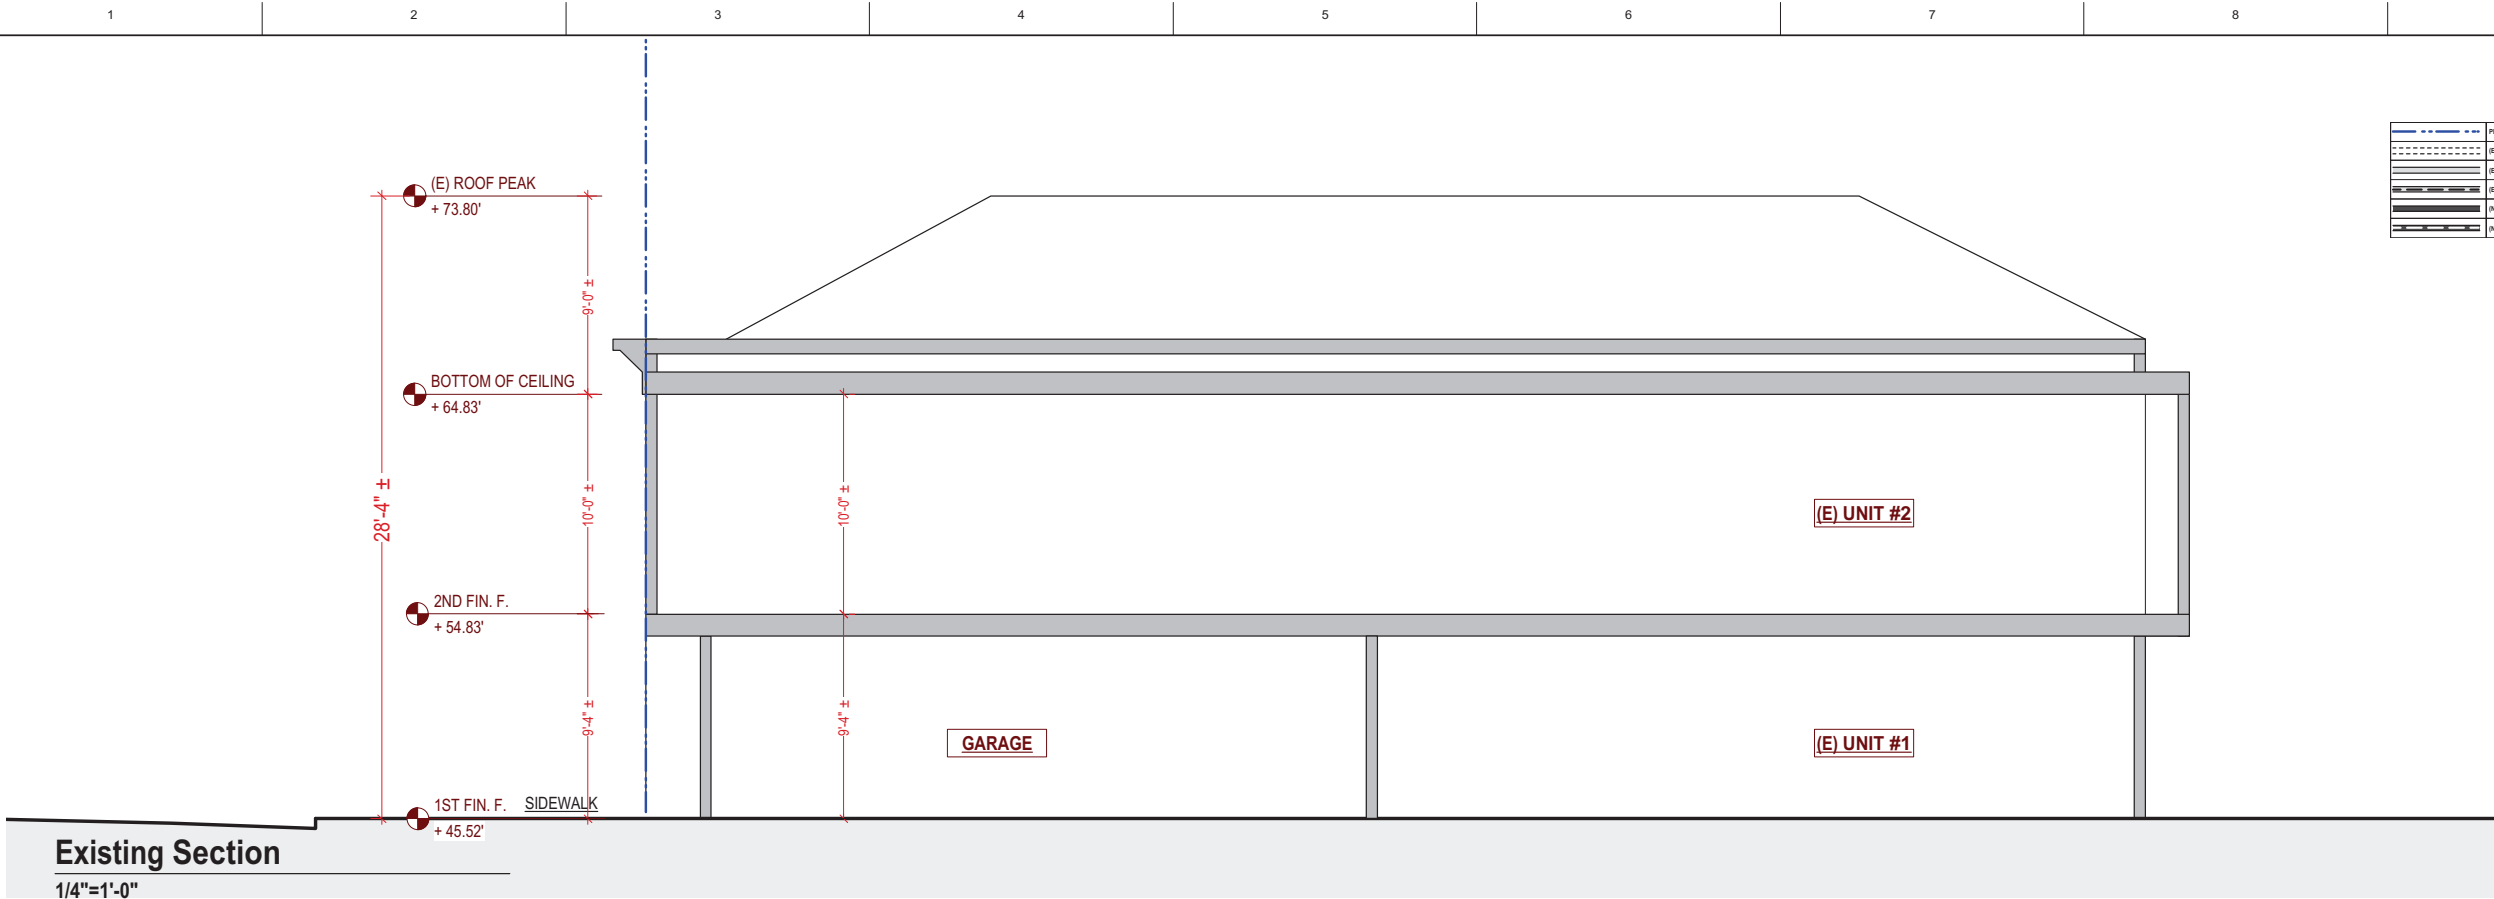 1 2 3 4 5 6 7 8
(E) ROOF PEAK
+ 73.80'
9'-0" ±
BOTTOM OF CEILING
+ 64.83'
28'-4" ±
10'-0" ±
10'-0" ±
(E) UNIT #2
2ND FIN. F.
+ 54.83'
9'-4" ±
9'-4" ±
GARAGE
(E) UNIT #1
1ST FIN. F.
SIDEWALK
+ 45.52'
Existing Section
1/4"=1'-0"